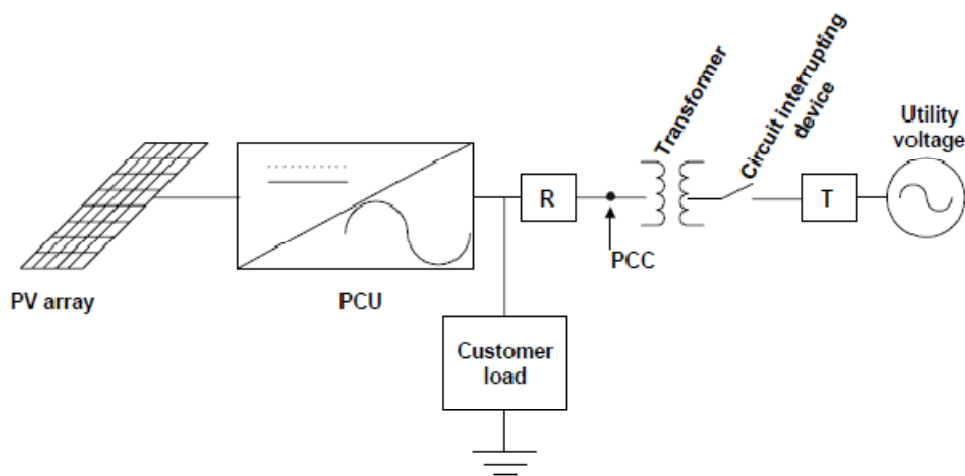 Transformer
Circuit interrupting
device
Utility
voltage
R
T
PCC
PV array
PCU
Customer
load